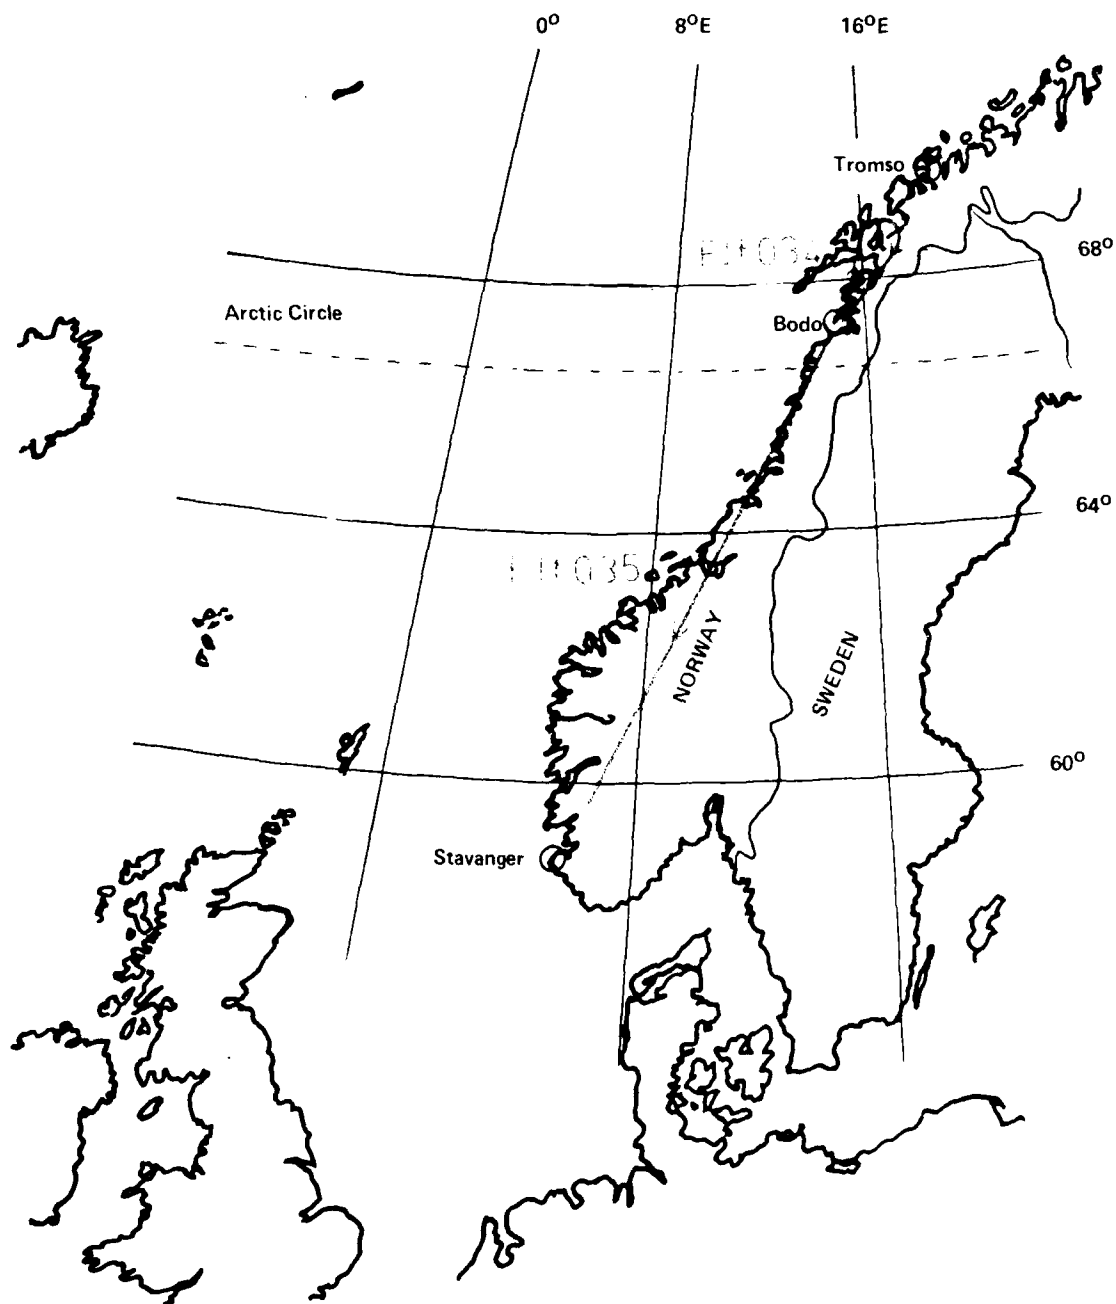 0°
8°E
16°E
Tromso
68°
Arctic Circle
Bodo
64°
NORWAY
SWEDEN
60°
Stavanger